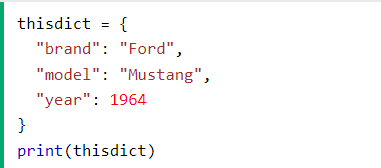 thisdict = {
  "brand": "Ford",
  "model": "Mustang",
  "year": 1964
}
print(thisdict)